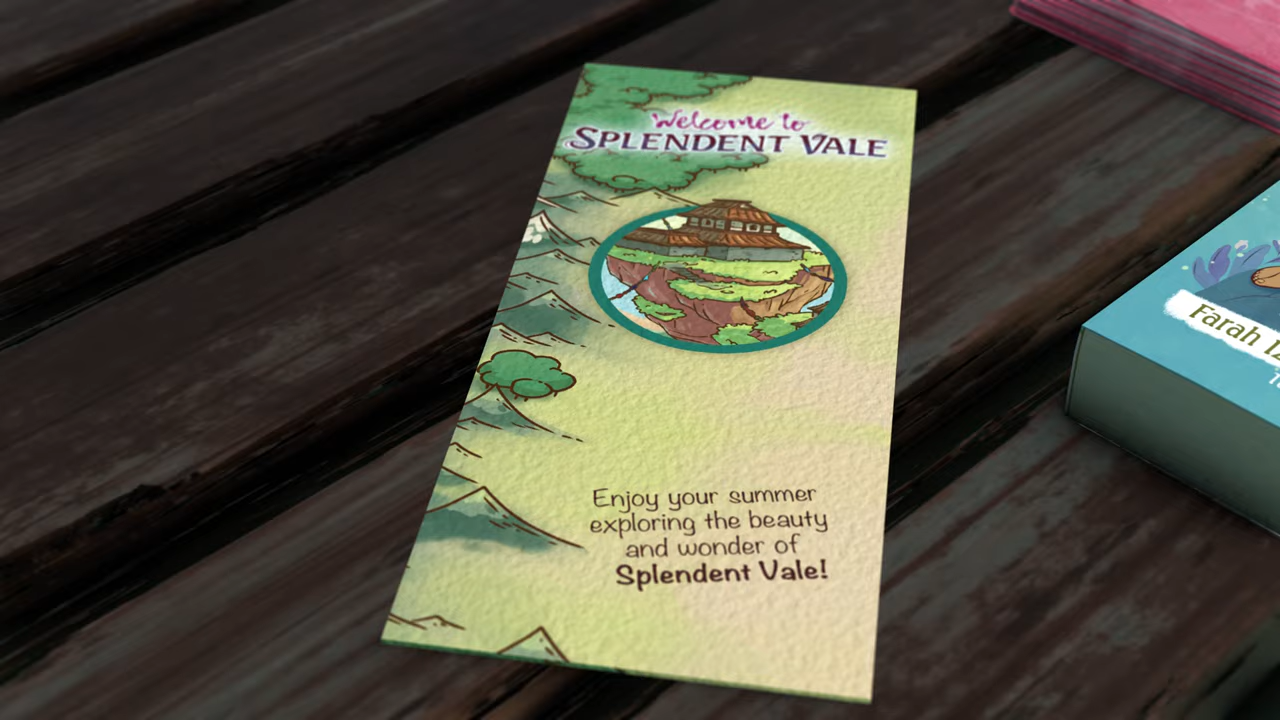 Welcome to
SPLENDENT VALE
Enjoy your summer
exploring the beauty
and wonder of
Splendent Vale!
Farah